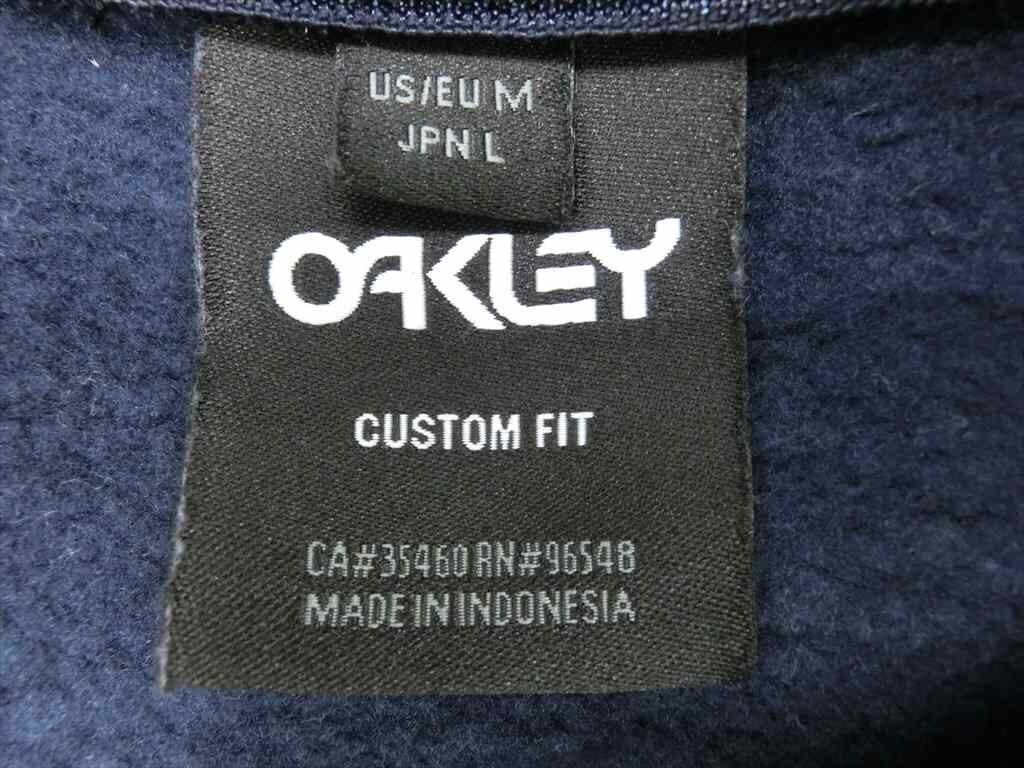 US/EU M
JPN L
OAKLEY
CUSTOM FIT
CA#35460 RN#96548
MADE IN INDONESIA